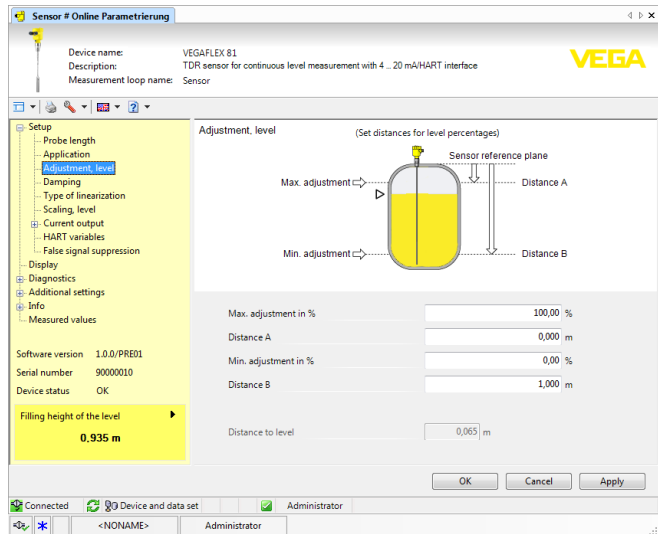 Sensor # Online Parametrierung
Device name: VEGAFLEX 81
Description: TDR sensor for continuous level measurement with 4 .. 20 mA/HART interface
Measurement loop name: Sensor
VEGA
Setup
Probe length
Application
Adjustment, level
Damping
Type of linearization
Scaling, level
Current output
HART variables
False signal suppression
Display
Diagnostics
Additional settings
Info
Measured values
Software version 1.0.0/PRE01
Serial number 90000010
Device status OK
Filling height of the level
0,935 m
Adjustment, level
(Set distances for level percentages)
Sensor reference plane
Max. adjustment
Distance A
Min. adjustment
Distance B
Max. adjustment in % 100,00 %
Distance A 0,000 m
Min. adjustment in % 0,00 %
Distance B 1,000 m
Distance to level 0,065 m
OK Cancel Apply
Connected Device and data set Administrator
<NONAME> Administrator